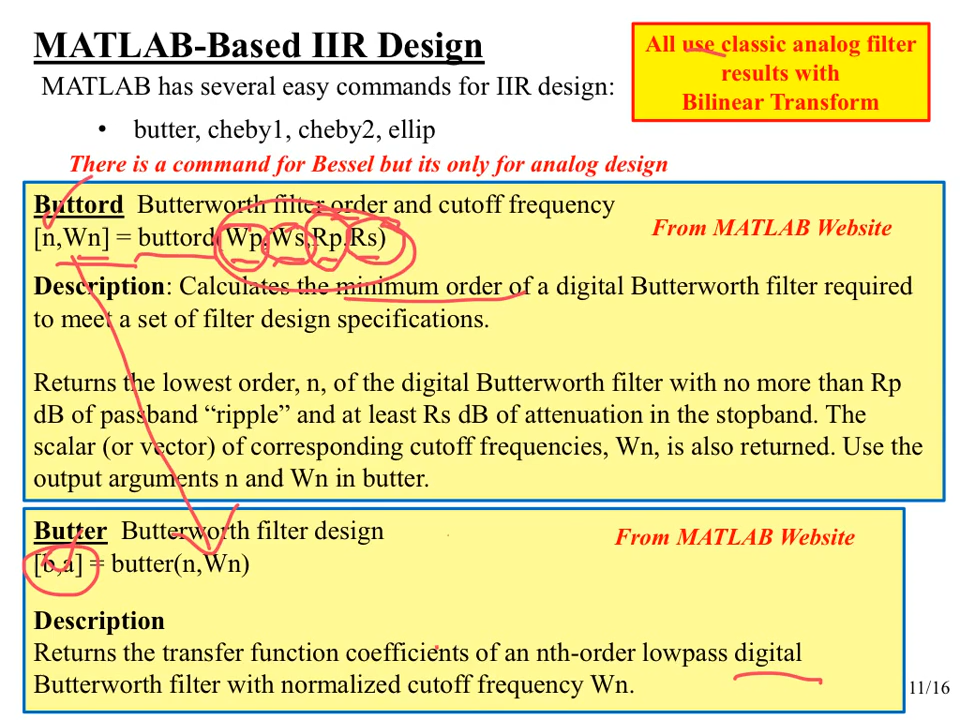 MATLAB-Based IIR Design
All use classic analog filter
results with
Bilinear Transform
MATLAB has several easy commands for IIR design:
• butter, cheby1, cheby2, ellip
There is a command for Bessel but its only for analog design
Buttord Butterworth filter order and cutoff frequency
From MATLAB Website
[n,Wn] = buttord(Wp,Ws,Rp,Rs)
Description: Calculates the minimum order of a digital Butterworth filter required
to meet a set of filter design specifications.
Returns the lowest order, n, of the digital Butterworth filter with no more than Rp
dB of passband “ripple” and at least Rs dB of attenuation in the stopband. The
scalar (or vector) of corresponding cutoff frequencies, Wn, is also returned. Use the
output arguments n and Wn in butter.
Butter Butterworth filter design
From MATLAB Website
[b,a] = butter(n,Wn)
Description
Returns the transfer function coefficients of an nth-order lowpass digital
Butterworth filter with normalized cutoff frequency Wn.
11/16